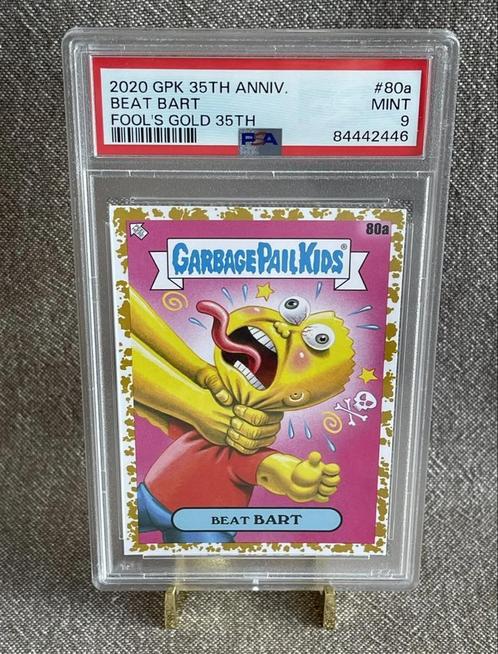 2020 GPK 35TH ANNIV. #80a
BEAT BART MINT
FOOL'S GOLD 35TH 9
PSA 84442446
80a
GARBAGE PAIL KIDS®
BEAT BART